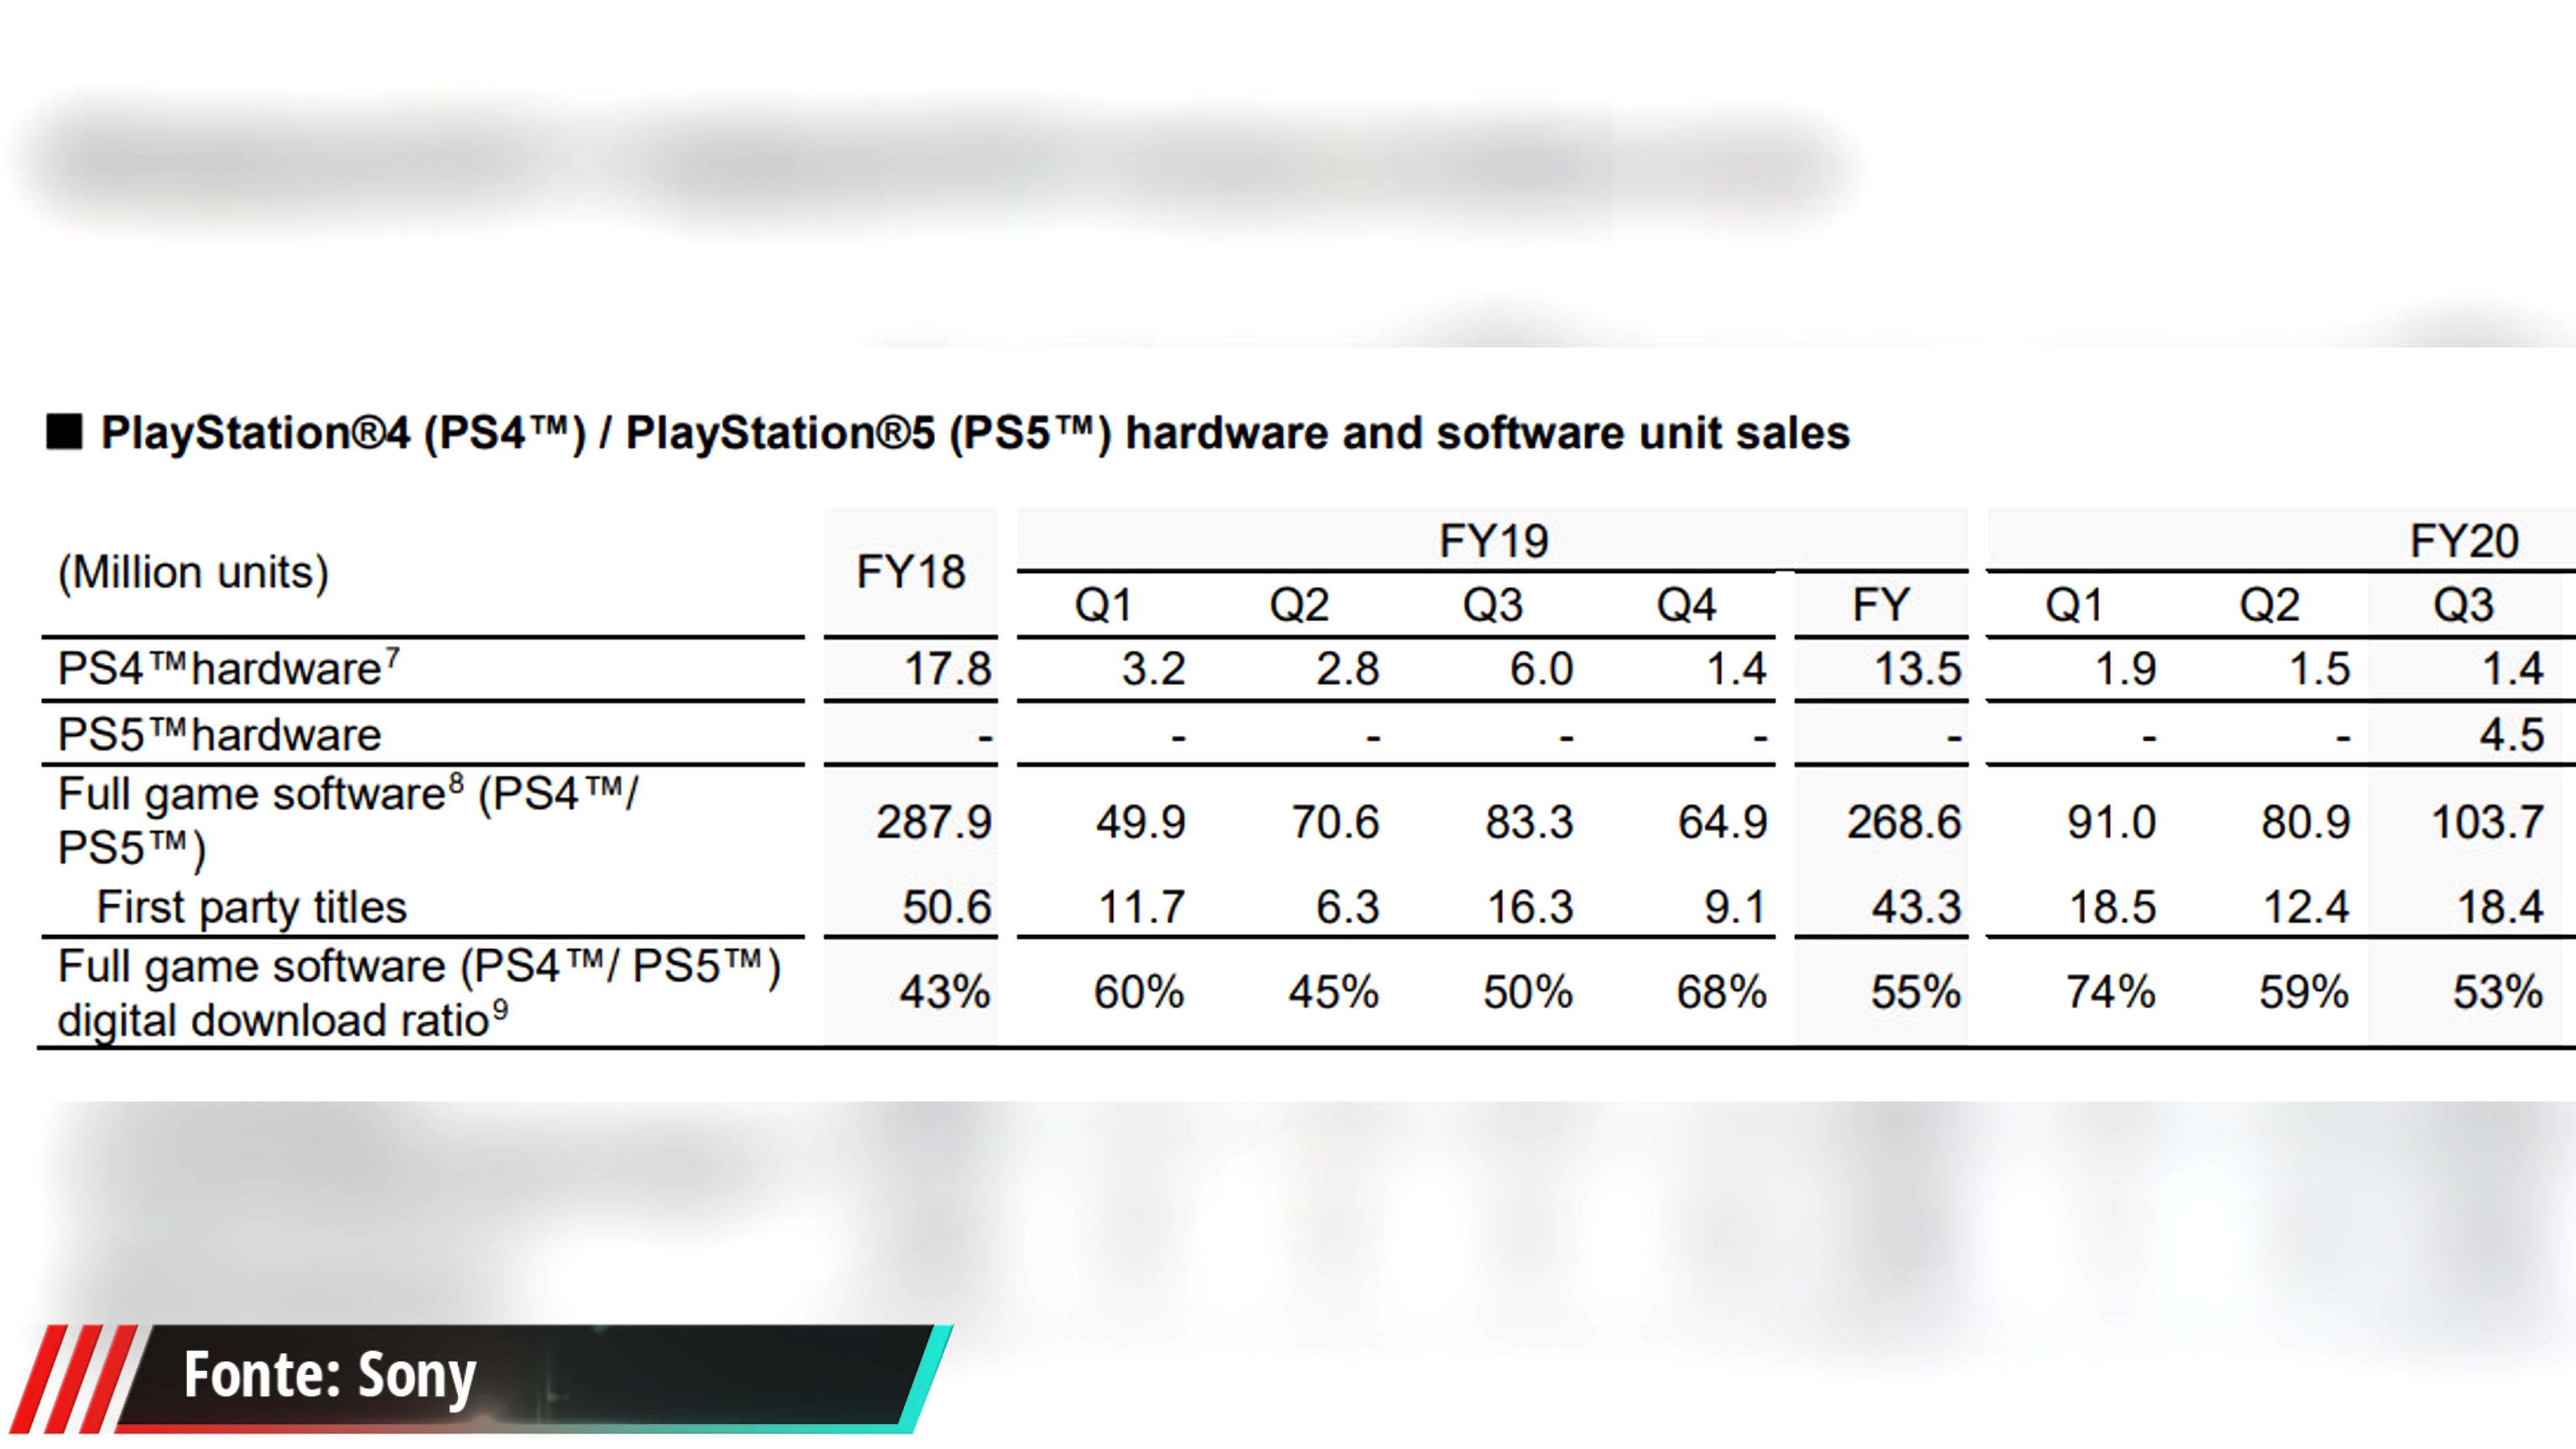 ■ PlayStation®4 (PS4™) / PlayStation®5 (PS5™) hardware and software unit sales
(Million units) FY18 FY19 FY20
Q1 Q2 Q3 Q4 FY Q1 Q2 Q3
PS4™hardware⁷ 17.8 3.2 2.8 6.0 1.4 13.5 1.9 1.5 1.4
PS5™hardware - - - - - - - - 4.5
Full game software⁸ (PS4™/
PS5™) 287.9 49.9 70.6 83.3 64.9 268.6 91.0 80.9 103.7
First party titles 50.6 11.7 6.3 16.3 9.1 43.3 18.5 12.4 18.4
Full game software (PS4™/ PS5™)
digital download ratio⁹ 43% 60% 45% 50% 68% 55% 74% 59% 53%
Fonte: Sony